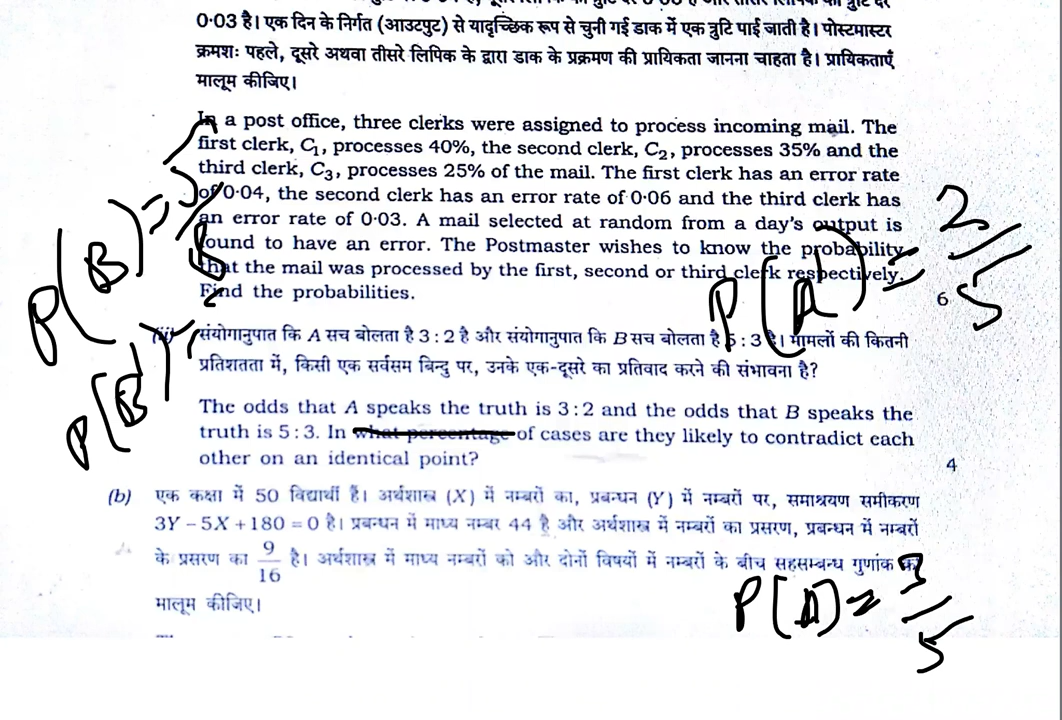 0·03 है। एक दिन के निर्गत (आउटपुट) से यादृच्छिक रूप से चुनी गई डाक में एक त्रुटि पाई जाती है। पोस्टमास्टर
क्रमशः पहले, दूसरे अथवा तीसरे लिपिक के द्वारा डाक के प्रक्रमण की प्रायिकता जानना चाहता है। प्रायिकताएँ
मालूम कीजिए।
In a post office, three clerks were assigned to process incoming mail. The
first clerk, C₁, processes 40%, the second clerk, C₂, processes 35% and the
third clerk, C₃, processes 25% of the mail. The first clerk has an error rate
of 0·04, the second clerk has an error rate of 0·06 and the third clerk has
an error rate of 0·03. A mail selected at random from a day's output is
found to have an error. The Postmaster wishes to know the probability
that the mail was processed by the first, second or third clerk respectively.
Find the probabilities.
6
(ii) संयोगानुपात कि A सच बोलता है 3 : 2 है और संयोगानुपात कि B सच बोलता है 5 : 3 है। मामलों की कितनी
प्रतिशतता में, किसी एक सर्वसम बिन्दु पर, उनके एक-दूसरे का प्रतिवाद करने की संभावना है?
The odds that A speaks the truth is 3 : 2 and the odds that B speaks the
truth is 5 : 3. In what percentage of cases are they likely to contradict each
other on an identical point?
4
(b) एक कक्षा में 50 विद्यार्थी हैं। अर्थशास्त्र (X) में नम्बरों का, प्रबन्धन (Y) में नम्बरों पर, समाश्रयण समीकरण
3Y – 5X + 180 = 0 है। प्रबन्धन में माध्य नम्बर 44 है और अर्थशास्त्र में नम्बरों का प्रसरण, प्रबन्धन में नम्बरों
के प्रसरण का 9/16 है। अर्थशास्त्र में माध्य नम्बरों को और दोनों विषयों में नम्बरों के बीच सहसम्बन्ध गुणांक को
मालूम कीजिए।
P(B) = 5/8
P(B') =
P(A') = 2/5
P(A) = 3/5